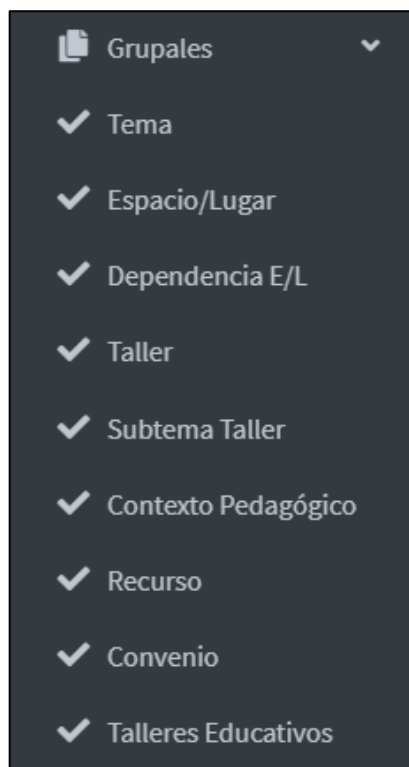 Grupales
Tema
Espacio/Lugar
Dependencia E/L
Taller
Subtema Taller
Contexto Pedagógico
Recurso
Convenio
Talleres Educativos